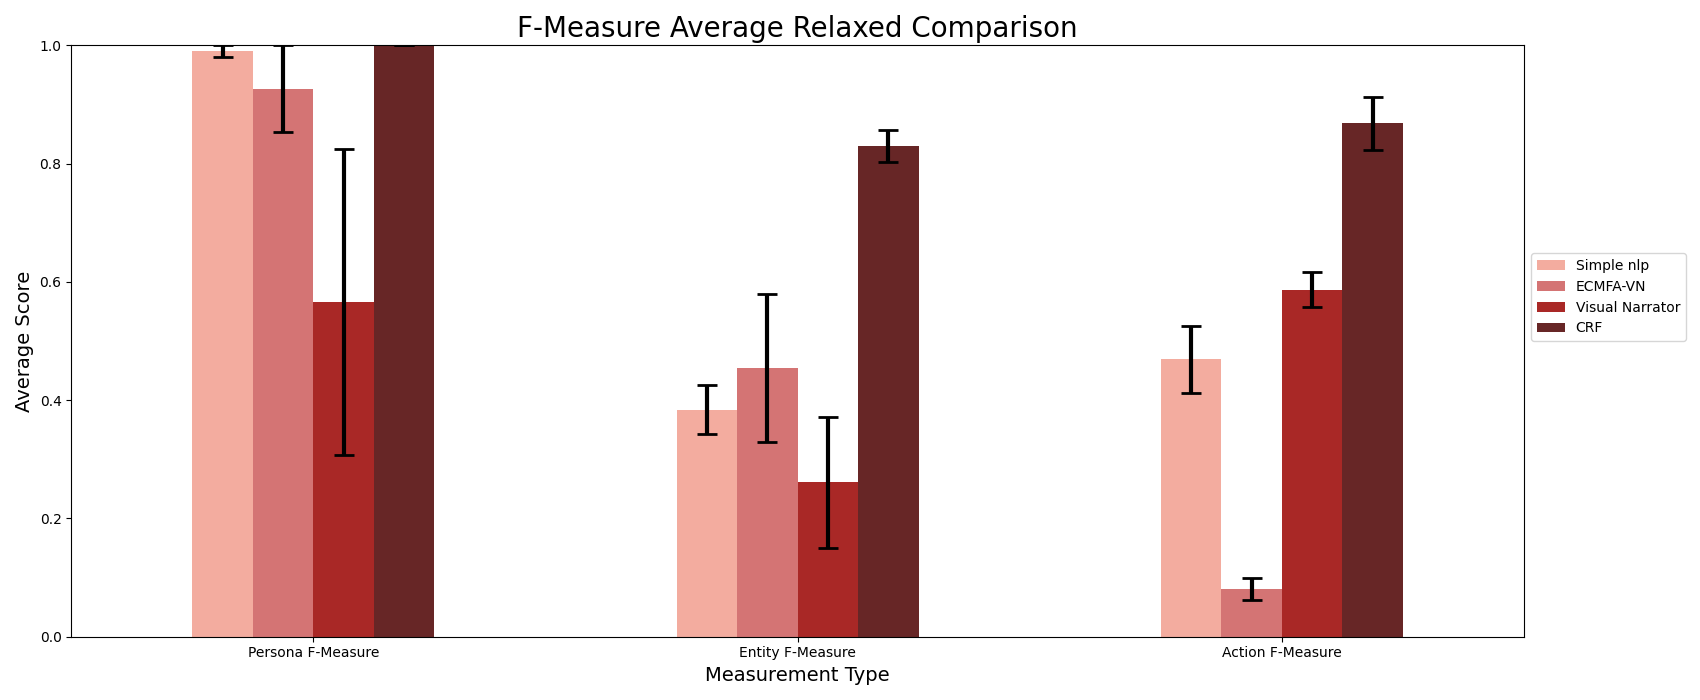 F-Measure Average Relaxed Comparison
1.0
0.8
0.6
0.4
0.2
0.0
Average Score
Persona F-Measure
Entity F-Measure
Action F-Measure
Measurement Type
Simple nlp
ECMFA-VN
Visual Narrator
CRF